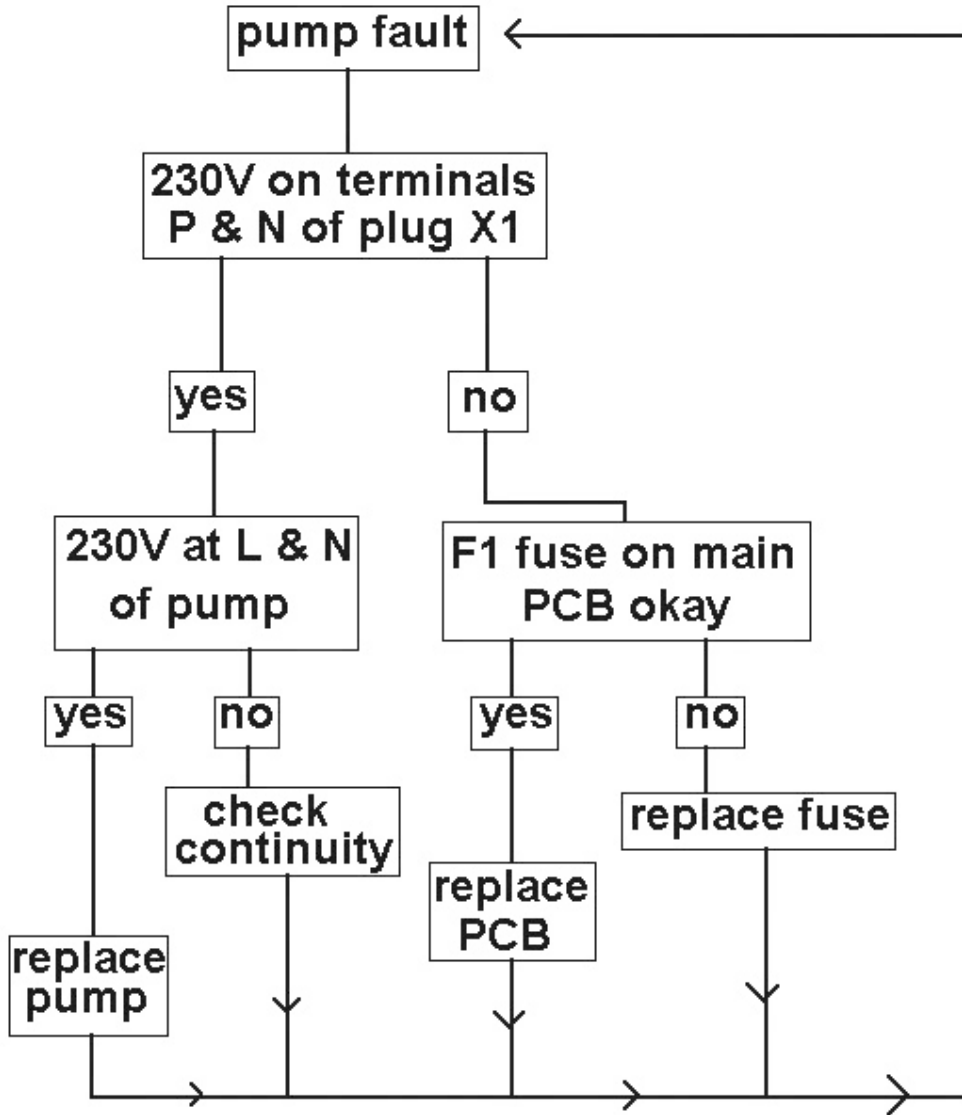 pump fault
230V on terminals
P & N of plug X1
yes
no
230V at L & N
of pump
F1 fuse on main
PCB okay
yes
no
yes
no
check
continuity
replace fuse
replace
PCB
replace
pump